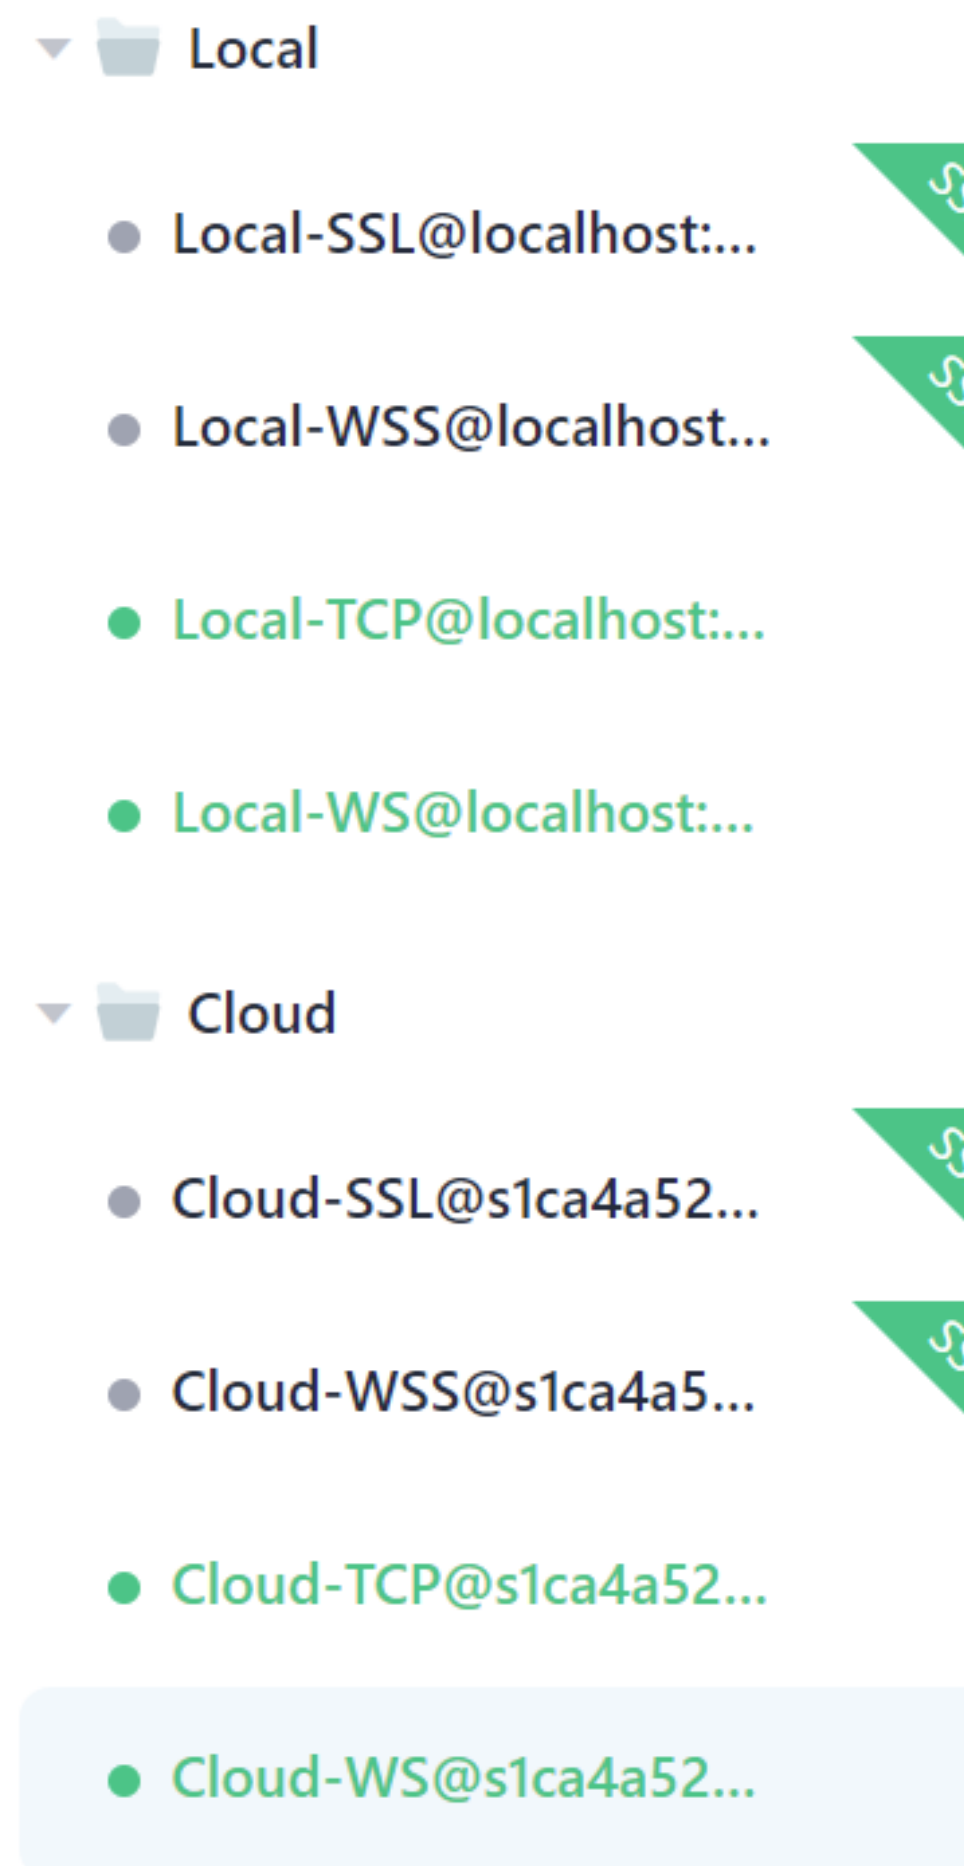 Local
Local-SSL@localhost:...
Local-WSS@localhost...
Local-TCP@localhost:...
Local-WS@localhost:...
Cloud
Cloud-SSL@s1ca4a52...
Cloud-WSS@s1ca4a5...
Cloud-TCP@s1ca4a52...
Cloud-WS@s1ca4a52...